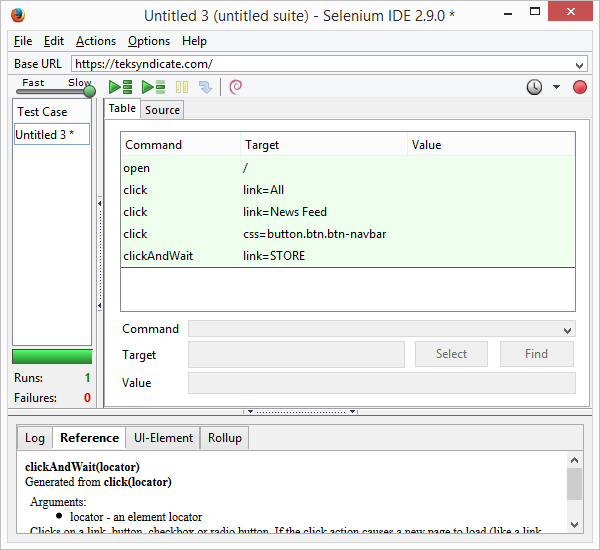 Untitled 3 (untitled suite) - Selenium IDE 2.9.0 *
File Edit Actions Options Help
Base URL https://teksyndicate.com/
Fast Slow
Test Case
Untitled 3 *
Table Source
Command Target Value
open /
click link=All
click link=News Feed
click css=button.btn.btn-navbar
clickAndWait link=STORE
Command
Target Select Find
Value
Runs: 1
Failures: 0
Log Reference UI-Element Rollup
clickAndWait(locator)
Generated from click(locator)
Arguments:
locator - an element locator
Clicks on a link, button, checkbox or radio button. If the click action causes a new page to load (like a link